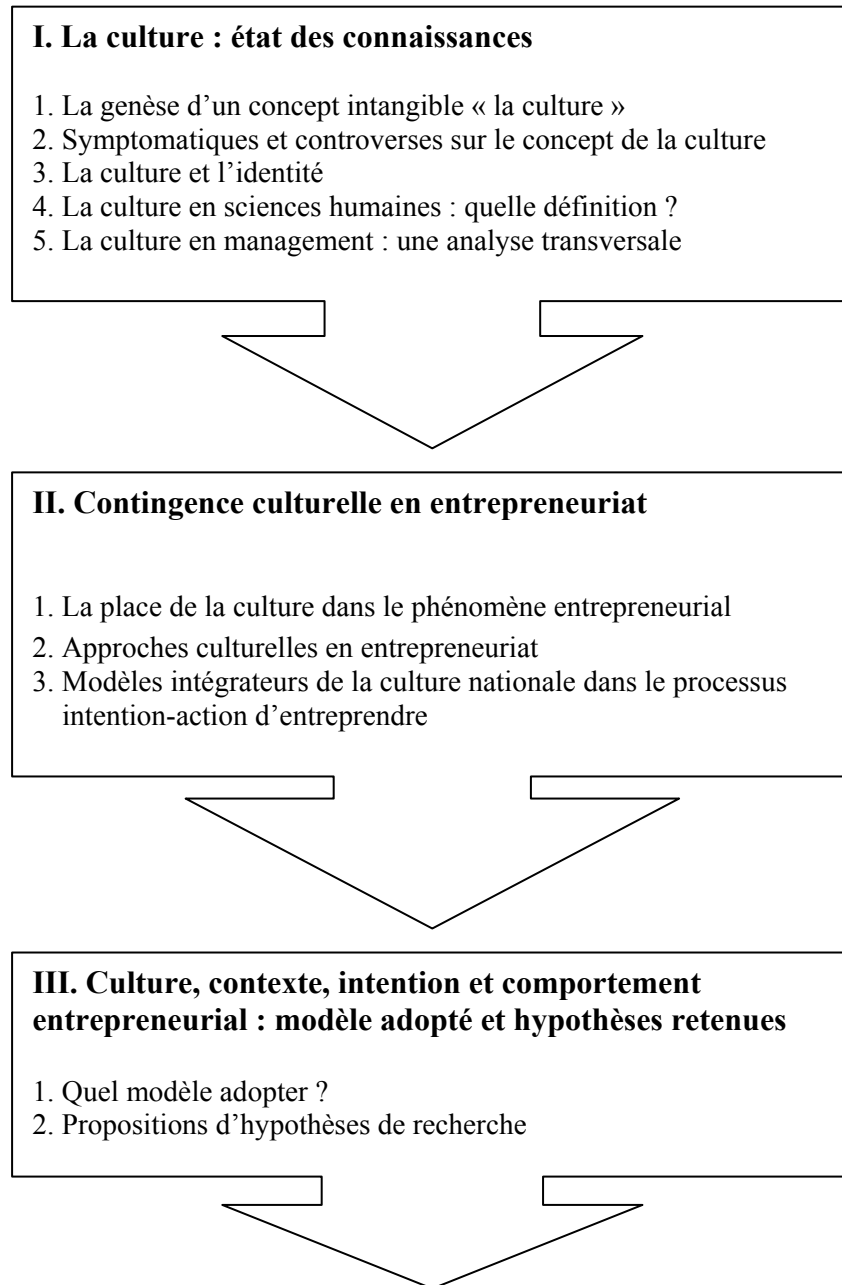 I. La culture : état des connaissances
1. La genèse d’un concept intangible « la culture »
2. Symptomatiques et controverses sur le concept de la culture
3. La culture et l’identité
4. La culture en sciences humaines : quelle définition ?
5. La culture en management : une analyse transversale
II. Contingence culturelle en entrepreneuriat
1. La place de la culture dans le phénomène entrepreneurial
2. Approches culturelles en entrepreneuriat
3. Modèles intégrateurs de la culture nationale dans le processus
intention-action d’entreprendre
III. Culture, contexte, intention et comportement
entrepreneurial : modèle adopté et hypothèses retenues
1. Quel modèle adopter ?
2. Propositions d’hypothèses de recherche